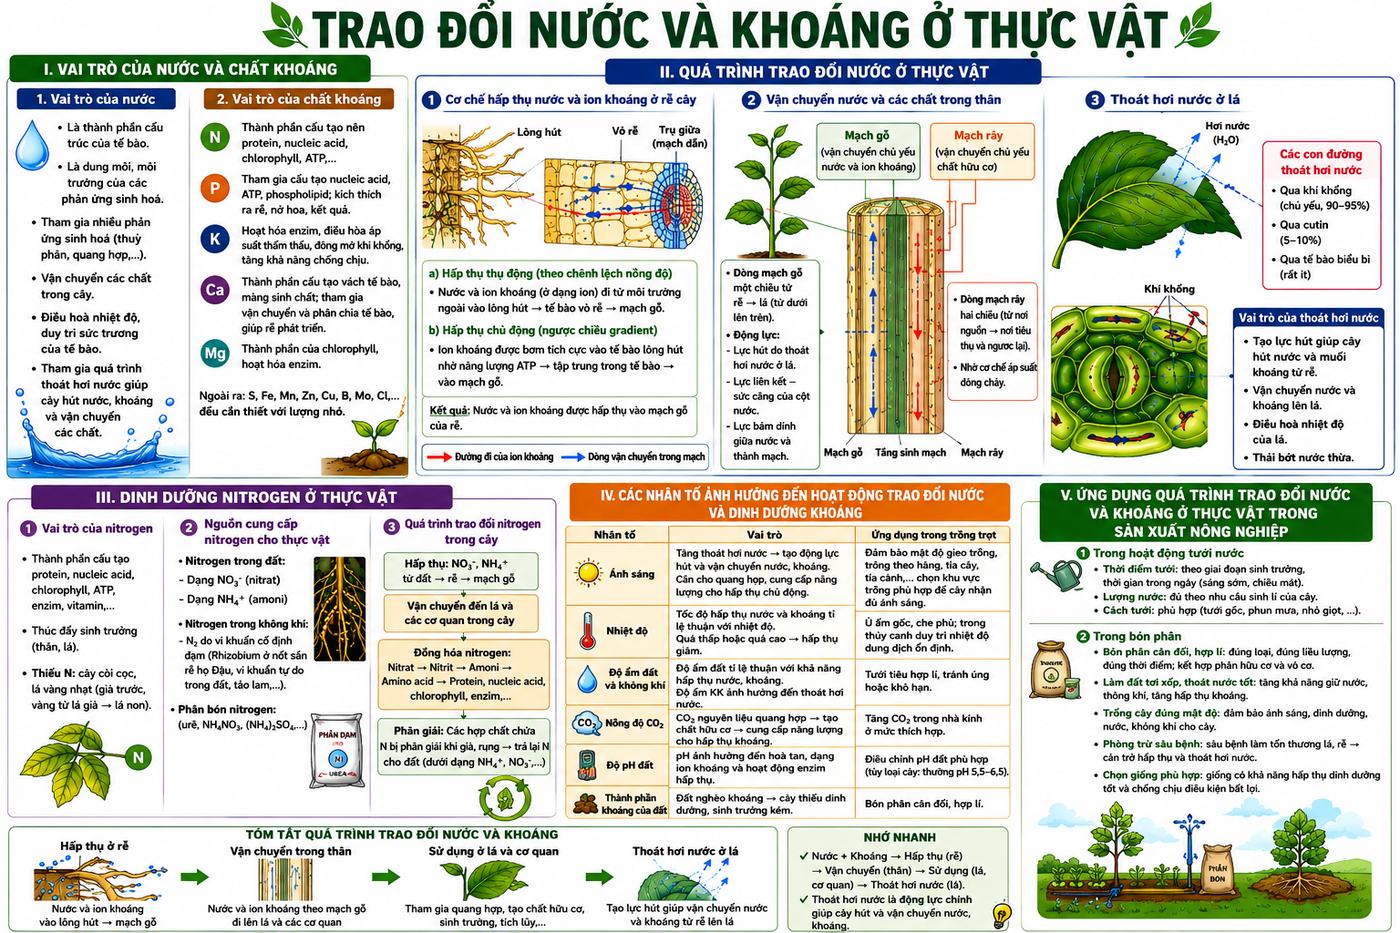 TRAO ĐỔI NƯỚC VÀ KHOÁNG Ở THỰC VẬT
I. VAI TRÒ CỦA NƯỚC VÀ CHẤT KHOÁNG
1. Vai trò của nước
• Là thành phần cấu
trúc của tế bào.
• Là dung môi, môi
trường của các
phản ứng sinh hoá.
• Tham gia nhiều phản
ứng sinh hoá (thuỷ
phân, quang hợp,...).
• Vận chuyển các chất
trong cây.
• Điều hoà nhiệt độ,
duy trì sức trương
của tế bào.
• Tham gia quá trình
thoát hơi nước giúp
cây hút nước, khoáng
và vận chuyển
các chất.
2. Vai trò của chất khoáng
N
Thành phần cấu tạo nên
protein, nucleic acid,
chlorophyll, ATP,...
P
Tham gia cấu tạo nucleic acid,
ATP, phospholipid; kích thích
ra rễ, nở hoa, kết quả.
K
Hoạt hóa enzim, điều hòa áp
suất thẩm thấu, đóng mở khí khổng,
tăng khả năng chống chịu.
Ca
Thành phần cấu tạo vách tế bào,
màng sinh chất; tham gia
vận chuyển và phân chia tế bào,
giúp rễ phát triển.
Mg
Thành phần của chlorophyll,
hoạt hóa enzim.
Ngoài ra: S, Fe, Mn, Zn, Cu, B, Mo, Cl,...
đều cần thiết với lượng nhỏ.
II. QUÁ TRÌNH TRAO ĐỔI NƯỚC Ở THỰC VẬT
1 Cơ chế hấp thụ nước và ion khoáng ở rễ cây
Lông hút
Vỏ rễ
Trụ giữa
(mạch dẫn)
a) Hấp thụ thụ động (theo chênh lệch nồng độ)
• Nước và ion khoáng (ở dạng ion) đi từ môi trường
ngoài vào lông hút → tế bào vỏ rễ → mạch gỗ.
b) Hấp thụ chủ động (ngược chiều gradient)
• Ion khoáng được bơm tích cực vào tế bào lông hút
nhờ năng lượng ATP → tập trung trong tế bào →
vào mạch gỗ.
Kết quả: Nước và ion khoáng được hấp thụ vào mạch gỗ
của rễ.
Đường đi của ion khoáng
Dòng vận chuyển trong mạch
2 Vận chuyển nước và các chất trong thân
Mạch gỗ
(vận chuyển chủ yếu
nước và ion khoáng)
Mạch rây
(vận chuyển chủ yếu
chất hữu cơ)
• Dòng mạch gỗ
một chiều từ
rễ → lá (từ dưới
lên trên).
• Động lực:
- Lực hút do thoát
hơi nước ở lá.
- Lực liên kết –
sức căng của cột
nước.
- Lực bám dính
giữa nước và
thành mạch.
• Dòng mạch rây
hai chiều (từ nơi
nguồn → nơi tiêu
thụ và ngược lại).
• Nhờ cơ chế áp suất
dòng chảy.
Mạch gỗ
Tầng sinh mạch
Mạch rây
3 Thoát hơi nước ở lá
Hơi nước
(H₂O)
Các con đường
thoát hơi nước
• Qua khí khổng
(chủ yếu, 90–95%)
• Qua cutin
(5–10%)
• Qua tế bào biểu bì
(rất ít)
Khí khổng
Vai trò của thoát hơi nước
• Tạo lực hút giúp cây
hút nước và muối
khoáng từ rễ.
• Vận chuyển nước và
khoáng lên lá.
• Điều hoà nhiệt độ
của lá.
• Thải bớt nước thừa.
III. DINH DƯỠNG NITROGEN Ở THỰC VẬT
1 Vai trò của nitrogen
• Thành phần cấu tạo
protein, nucleic acid,
chlorophyll, ATP,
enzim, vitamin,...
• Thúc đẩy sinh trưởng
(thân, lá).
• Thiếu N: cây còi cọc,
lá vàng nhạt (già trước,
vàng từ lá già → lá non).
N
2 Nguồn cung cấp
nitrogen cho thực vật
• Nitrogen trong đất:
- Dạng NO₃⁻ (nitrat)
- Dạng NH₄⁺ (amoni)
• Nitrogen trong không khí:
- N₂ do vi khuẩn cố định
đạm (Rhizobium ở nốt sần
rễ họ Đậu, vi khuẩn tự do
trong đất, tảo lam,...).
• Phân bón nitrogen:
(urê, NH₄NO₃, (NH₄)₂SO₄,...)
PHÂN ĐẠM
UREA
3 Quá trình trao đổi nitrogen
trong cây
Hấp thụ: NO₃⁻, NH₄⁺
từ đất → rễ → mạch gỗ
Vận chuyển đến lá và
các cơ quan trong cây
Đồng hóa nitrogen:
Nitrat → Nitrit → Amoni →
Amino acid → Protein, nucleic acid,
chlorophyll, enzim,...
Phân giải: Các hợp chất chứa
N bị phân giải khi già, rụng → trả lại N
cho đất (dưới dạng NH₄⁺, NO₃⁻,...)
IV. CÁC NHÂN TỐ ẢNH HƯỞNG ĐẾN HOẠT ĐỘNG TRAO ĐỔI NƯỚC
VÀ DINH DƯỠNG KHOÁNG
Nhân tố
Vai trò
Ứng dụng trong trồng trọt
Ánh sáng
Tăng thoát hơi nước → tạo động lực
hút và vận chuyển nước, khoáng.
Cần cho quang hợp, cung cấp năng
lượng cho hấp thụ chủ động.
Đảm bảo mật độ gieo trồng,
trồng theo hàng, tỉa cây,
tỉa cành,... chọn khu vực
trồng phù hợp để cây nhận
đủ ánh sáng.
Nhiệt độ
Tốc độ hấp thụ nước và khoáng tỉ
lệ thuận với nhiệt độ.
Quá thấp hoặc quá cao → hấp thụ
giảm.
Ủ ấm gốc, che phủ; trong
thủy canh duy trì nhiệt độ
dung dịch ổn định.
Độ ẩm đất
và không khí
Độ ẩm đất tỉ lệ thuận với khả năng
hấp thụ nước, khoáng.
Độ ẩm KK ảnh hưởng đến thoát hơi
nước.
Tưới tiêu hợp lí, tránh úng
hoặc khô hạn.
CO₂
Nồng độ CO₂
CO₂ nguyên liệu quang hợp → tạo
chất hữu cơ → cung cấp năng lượng
cho hấp thụ khoáng.
Tăng CO₂ trong nhà kính
ở mức thích hợp.
Độ pH đất
pH ảnh hưởng đến hoà tan, dạng
ion khoáng và hoạt động enzim
hấp thụ.
Điều chỉnh pH đất phù hợp
(tùy loại cây: thường pH 5,5–6,5).
Thành phần
khoáng của đất
Đất nghèo khoáng → cây thiếu dinh
dưỡng, sinh trưởng kém.
Bón phân cân đối, hợp lí.
V. ỨNG DỤNG QUÁ TRÌNH TRAO ĐỔI NƯỚC
VÀ KHOÁNG Ở THỰC VẬT TRONG
SẢN XUẤT NÔNG NGHIỆP
1 Trong hoạt động tưới nước
• Thời điểm tưới: theo giai đoạn sinh trưởng,
thời gian trong ngày (sáng sớm, chiều mát).
• Lượng nước: đủ theo nhu cầu sinh lí của cây.
• Cách tưới: phù hợp (tưới gốc, phun mưa, nhỏ giọt, ...).
2 Trong bón phân
• Bón phân cân đối, hợp lí: đúng loại, đúng liều lượng,
đúng thời điểm; kết hợp phân hữu cơ và vô cơ.
• Làm đất tơi xốp, thoát nước tốt: tăng khả năng giữ nước,
thông khí, tăng hấp thụ khoáng.
• Trồng cây đúng mật độ: đảm bảo ánh sáng, dinh dưỡng,
nước, không khí cho cây.
• Phòng trừ sâu bệnh: sâu bệnh làm tổn thương lá, rễ →
cản trở hấp thụ và thoát hơi nước.
• Chọn giống phù hợp: giống có khả năng hấp thụ dinh dưỡng
tốt và chống chịu điều kiện bất lợi.
PHÂN
BÓN
TÓM TẮT QUÁ TRÌNH TRAO ĐỔI NƯỚC VÀ KHOÁNG
Hấp thụ ở rễ
Nước và ion khoáng
vào lông hút → mạch gỗ
Vận chuyển trong thân
Nước và ion khoáng theo mạch gỗ
đi lên lá và các cơ quan
Sử dụng ở lá và cơ quan
Tham gia quang hợp, tạo chất hữu cơ,
sinh trưởng, tích lũy,...
Thoát hơi nước ở lá
Tạo lực hút giúp vận chuyển nước
và khoáng từ rễ lên lá
NHỚ NHANH
✓ Nước + Khoáng → Hấp thụ (rễ)
→ Vận chuyển (thân) → Sử dụng (lá,
cơ quan) → Thoát hơi nước (lá).
✓ Thoát hơi nước là động lực chính
giúp cây hút và vận chuyển nước,
khoáng.